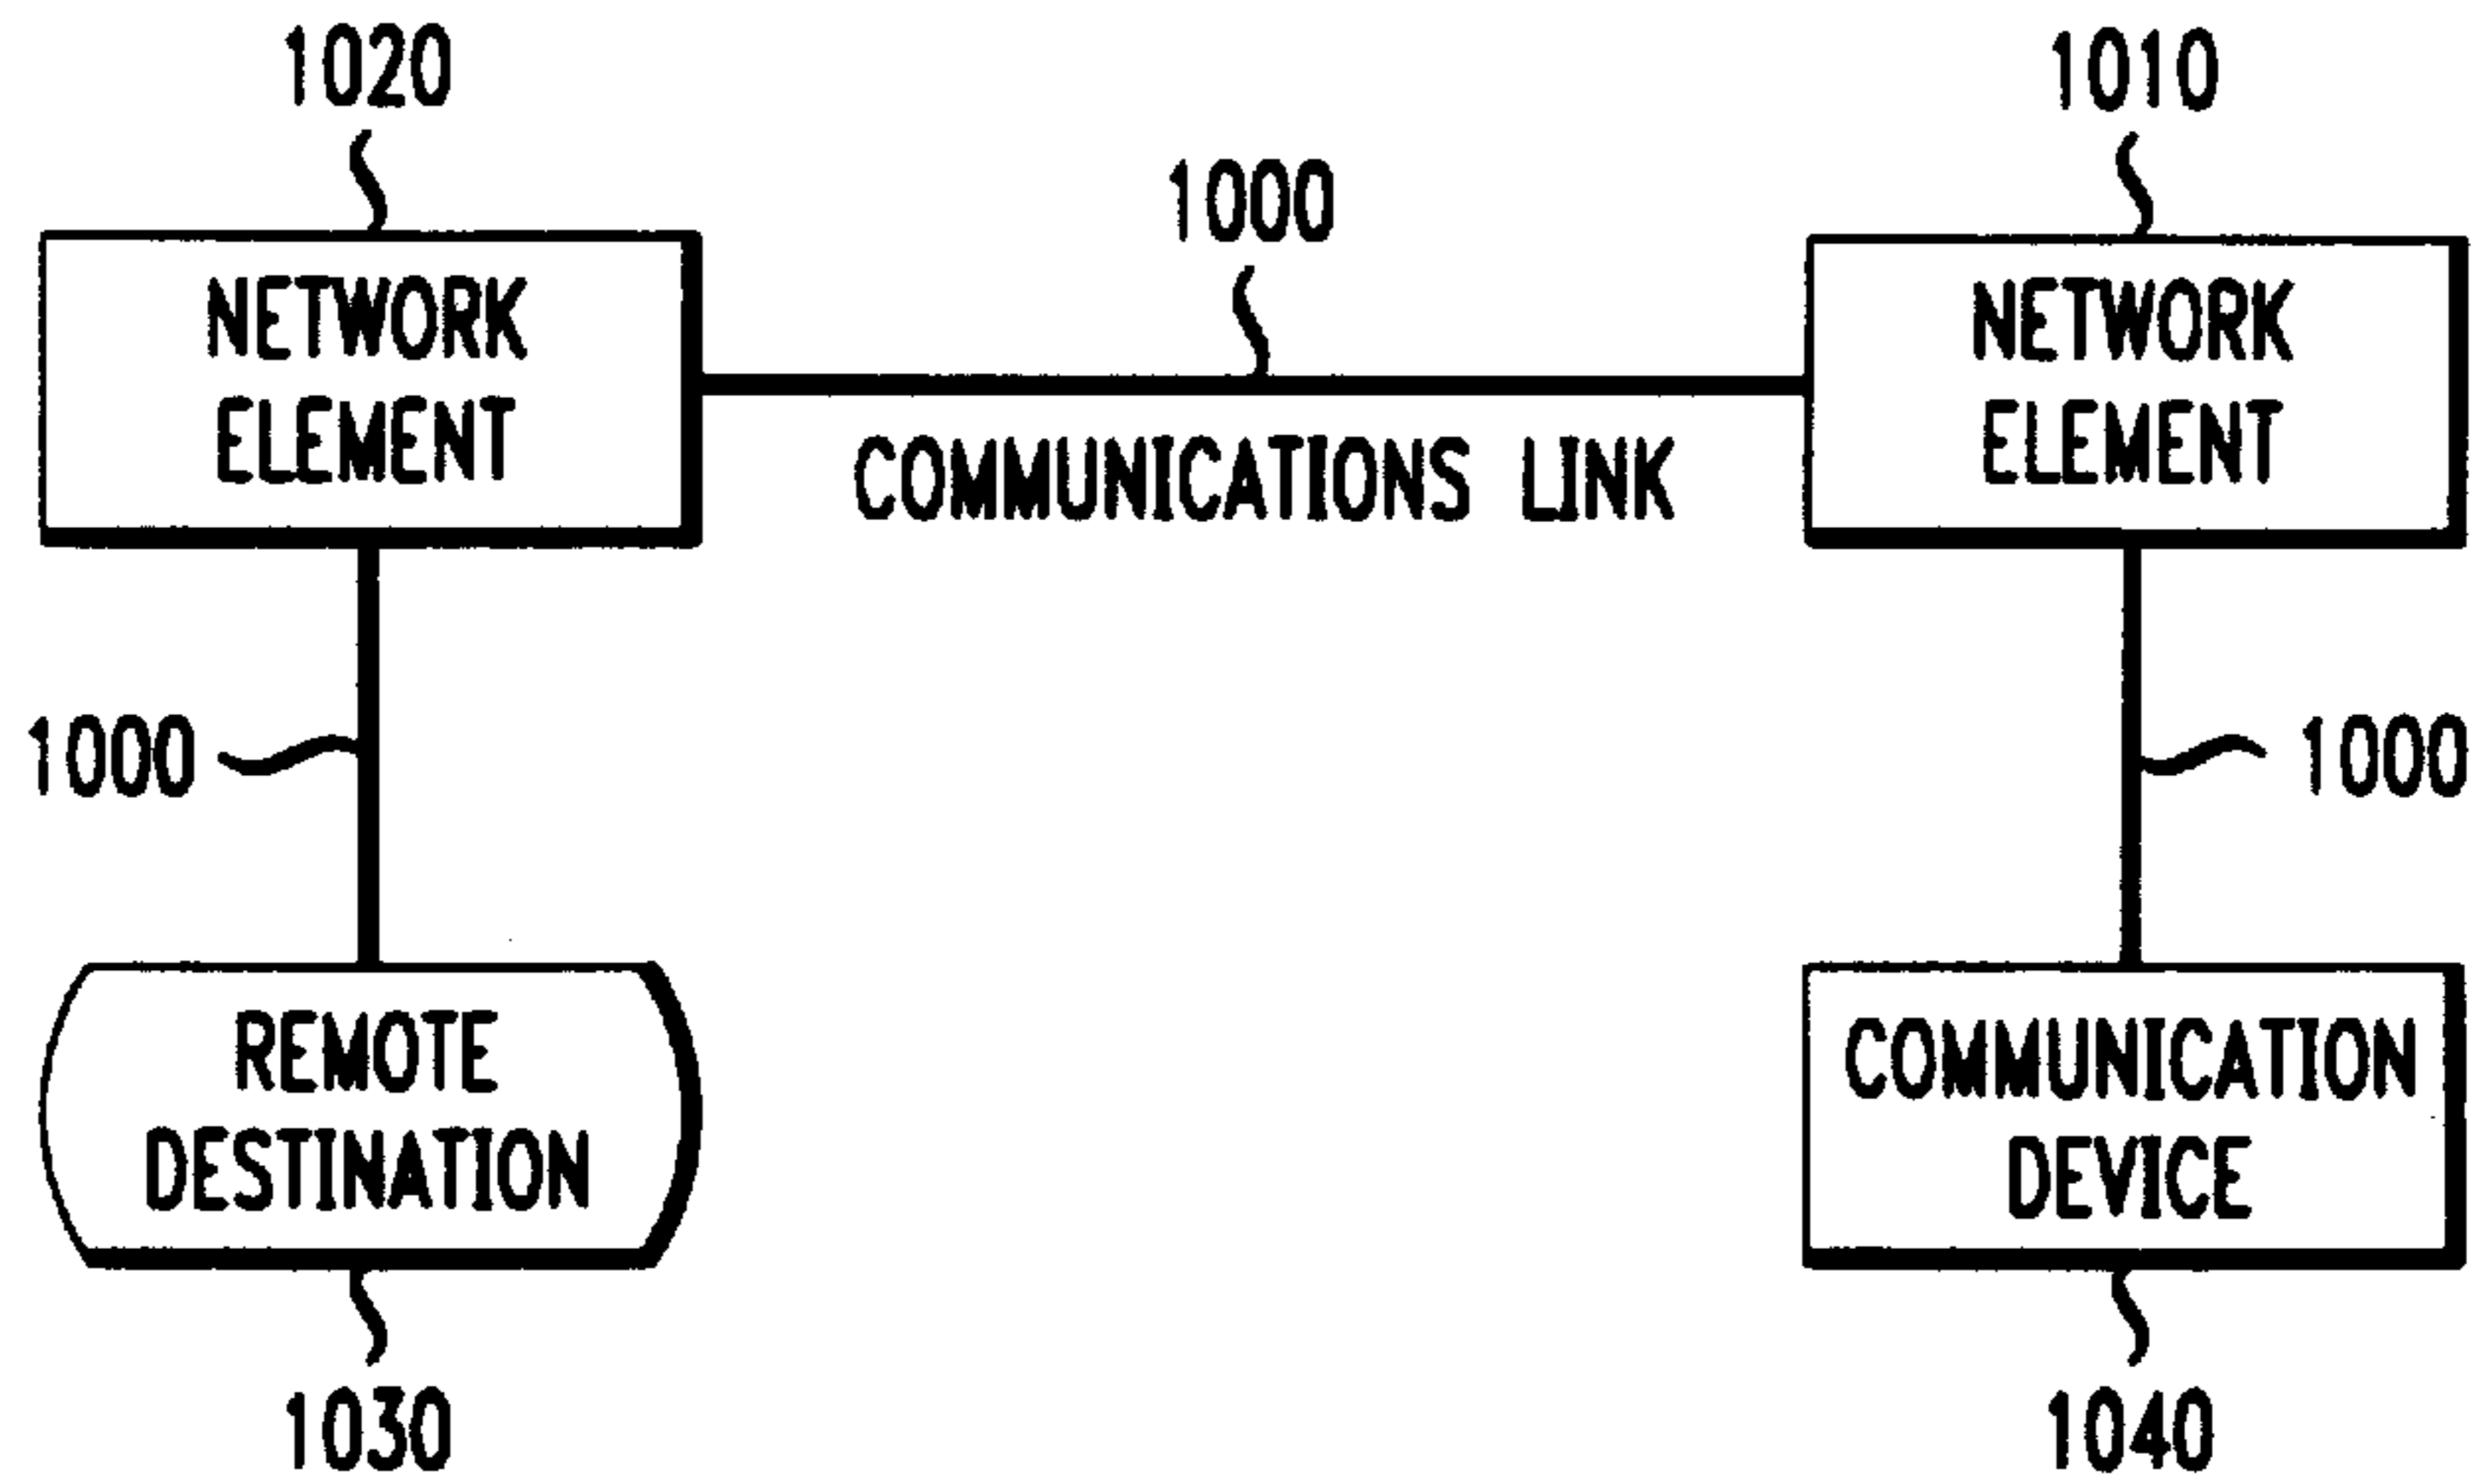 1020
1010
1000
NETWORK
ELEMENT
NETWORK
ELEMENT
COMMUNICATIONS LINK
1000
1000
REMOTE
DESTINATION
COMMUNICATION
DEVICE
1030
1040